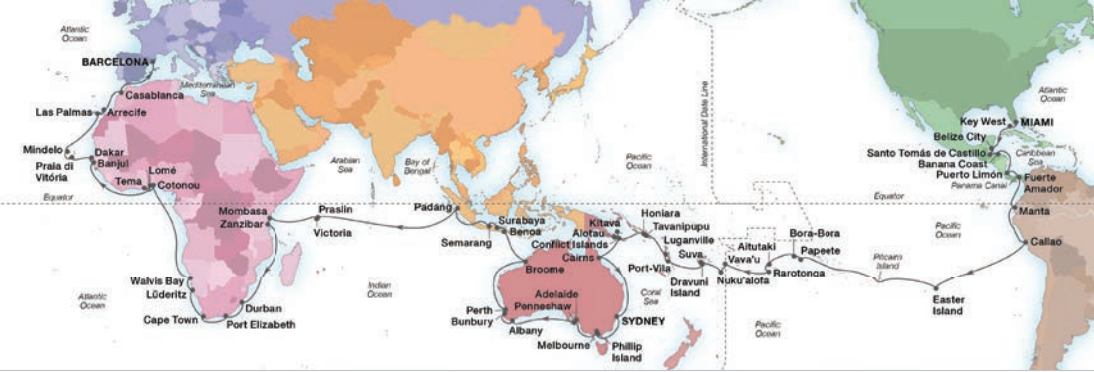 Atlantic
Ocean
BARCELONA
Mediterranean
Sea
Casablanca
Las Palmas
Arrecife
Mindelo
Praia di
Vitória
Dakar
Banjul
Lomé
Tema
Cotonou
Equator
Mombasa
Zanzibar
Walvis Bay
Lüderitz
Cape Town
Durban
Port Elizabeth
Atlantic
Ocean
Arabian
Sea
Bay of
Bengal
Praslin
Victoria
Indian
Ocean
Padang
Semarang
Surabaya
Benoa
Broome
Perth
Bunbury
Albany
Adelaide
Penneshaw
Melbourne
Phillip
Island
SYDNEY
Coral
Sea
Cairns
Conflict Islands
Alotau
Kitava
Honiara
Tavanipupu
Luganville
Port-Vila
Suva
Dravuni
Island
Vava'u
Nuku'alofa
Aitutaki
Rarotonga
Bora-Bora
Papeete
Pitcairn
Island
Easter
Island
Pacific
Ocean
International Date Line
Pacific
Ocean
Equator
Pacific
Ocean
Callao
Manta
Fuerte
Amador
Panama Canal
Puerto Limón
Banana Coast
Santo Tomás de Castillo
Belize City
Key West
MIAMI
Caribbean
Sea
Atlantic
Ocean